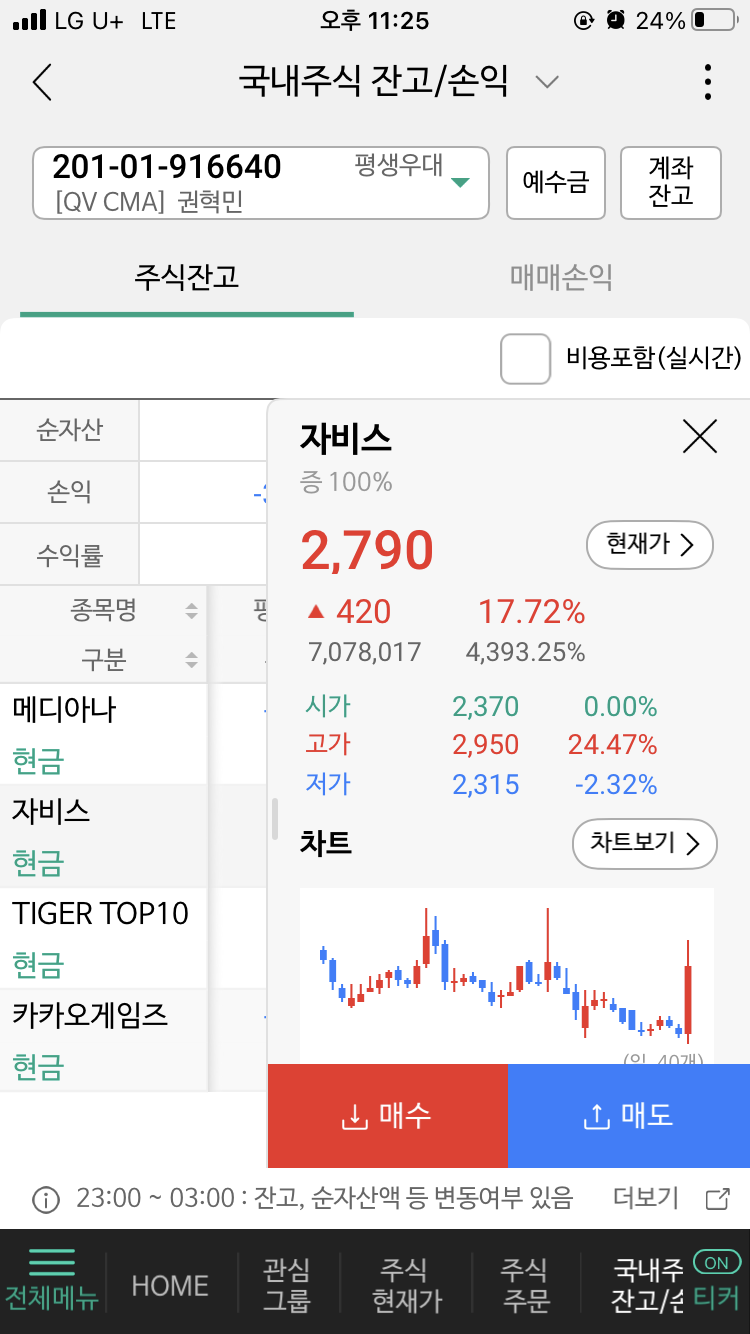 LG U+ LTE 오후 11:25 24%
국내주식 잔고/손익
201-01-916640 평생우대
[QV CMA] 권혁민
예수금
계좌
잔고
주식잔고 매매손익
비용포함(실시간)
순자산
손익
수익률
종목명
구분
메디아나
현금
자비스
현금
TIGER TOP10
현금
카카오게임즈
현금
자비스
증 100%
2,790 현재가
▲ 420 17.72%
7,078,017 4,393.25%
시가 2,370 0.00%
고가 2,950 24.47%
저가 2,315 -2.32%
차트 차트보기
(일, 40개)
매수 매도
23:00 ~ 03:00 : 잔고, 순자산액 등 변동여부 있음 더보기
전체메뉴
HOME
관심
그룹
주식
현재가
주식
주문
국내주
잔고/손
ON
티커